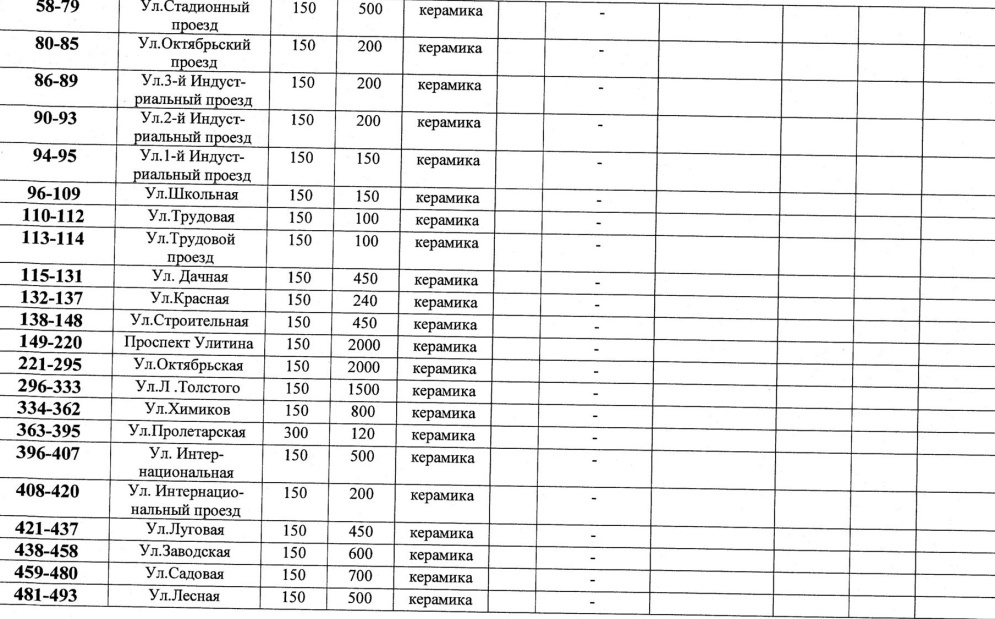 58-79 Ул.Стадионный проезд 150 500 керамика -
80-85 Ул.Октябрьский проезд 150 200 керамика -
86-89 Ул.3-й Индуст-риальный проезд 150 200 керамика -
90-93 Ул.2-й Индуст-риальный проезд 150 200 керамика -
94-95 Ул.1-й Индуст-риальный проезд 150 150 керамика -
96-109 Ул.Школьная 150 150 керамика -
110-112 Ул.Трудовая 150 100 керамика -
113-114 Ул.Трудовой проезд 150 100 керамика -
115-131 Ул. Дачная 150 450 керамика -
132-137 Ул.Красная 150 240 керамика -
138-148 Ул.Строительная 150 450 керамика -
149-220 Проспект Улитина 150 2000 керамика -
221-295 Ул.Октябрьская 150 2000 керамика -
296-333 Ул.Л .Толстого 150 1500 керамика -
334-362 Ул.Химиков 150 800 керамика -
363-395 Ул.Пролетарская 300 120 керамика -
396-407 Ул. Интер-национальная 150 500 керамика -
408-420 Ул. Интернацио-нальный проезд 150 200 керамика -
421-437 Ул.Луговая 150 450 керамика -
438-458 Ул.Заводская 150 600 керамика -
459-480 Ул.Садовая 150 700 керамика -
481-493 Ул.Лесная 150 500 керамика -